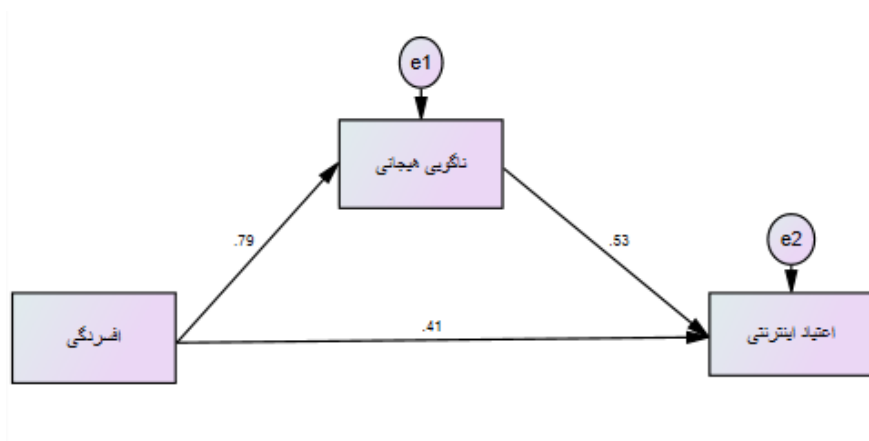 e1
ناگویی هیجانی
.79
.53
e2
افسردگی
.41
اعتیاد اینترنتی